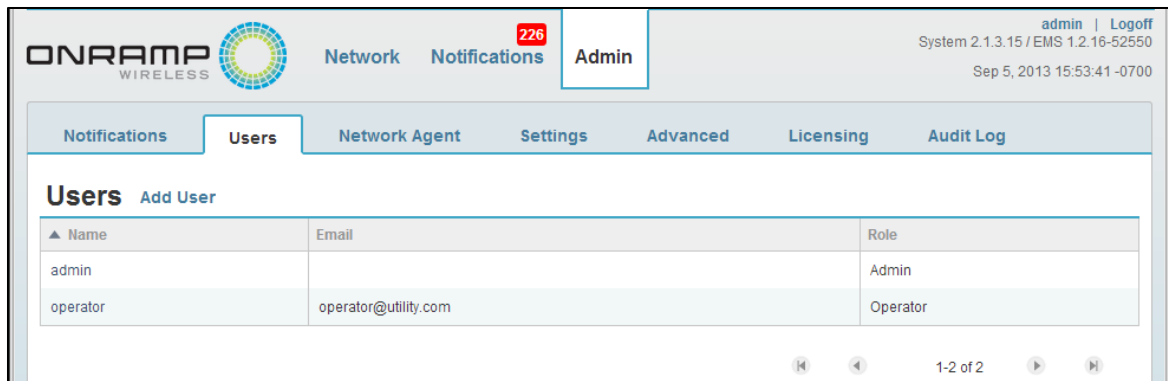 admin | Logoff
System 2.1.3.15 / EMS 1.2.16-52550
Sep 5, 2013 15:53:41 -0700
ONRAMP
WIRELESS
Network Notifications 226 Admin
Notifications Users Network Agent Settings Advanced Licensing Audit Log
Users Add User
Name Email Role
admin Admin
operator operator@utility.com Operator
1-2 of 2